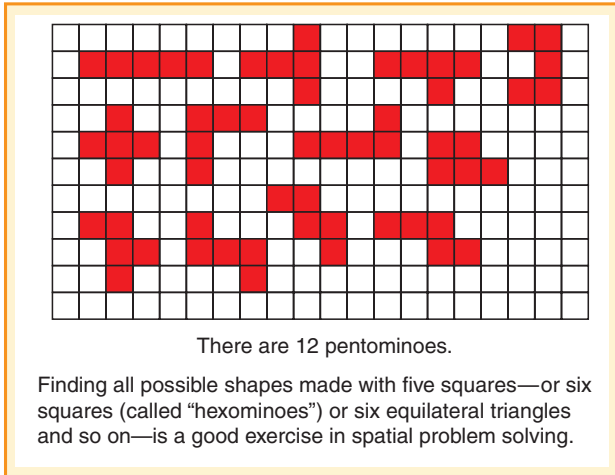 There are 12 pentominoes.
Finding all possible shapes made with five squares—or six
squares (called “hexominoes”) or six equilateral triangles
and so on—is a good exercise in spatial problem solving.